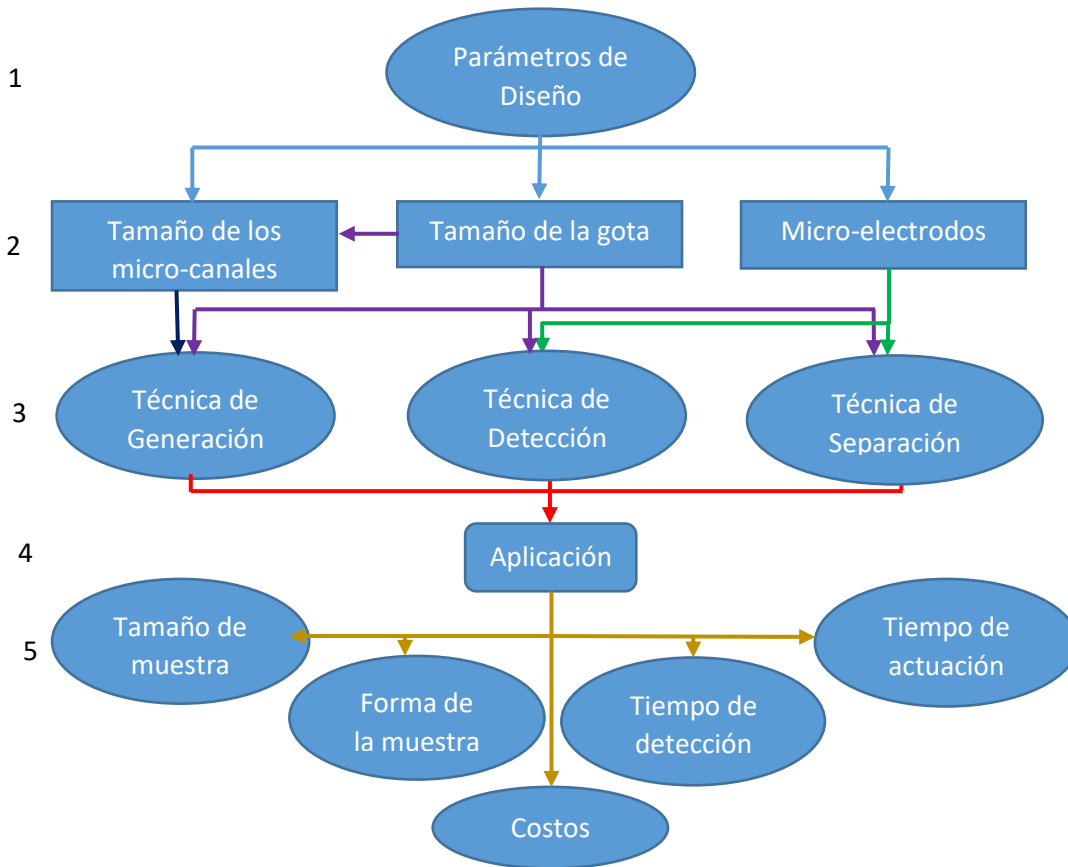 1
Parámetros de
Diseño
2
Tamaño de los
micro-canales
Tamaño de la gota
Micro-electrodos
3
Técnica de
Generación
Técnica de
Detección
Técnica de
Separación
4
Aplicación
5
Tamaño de
muestra
Forma de
la muestra
Tiempo de
detección
Tiempo de
actuación
Costos